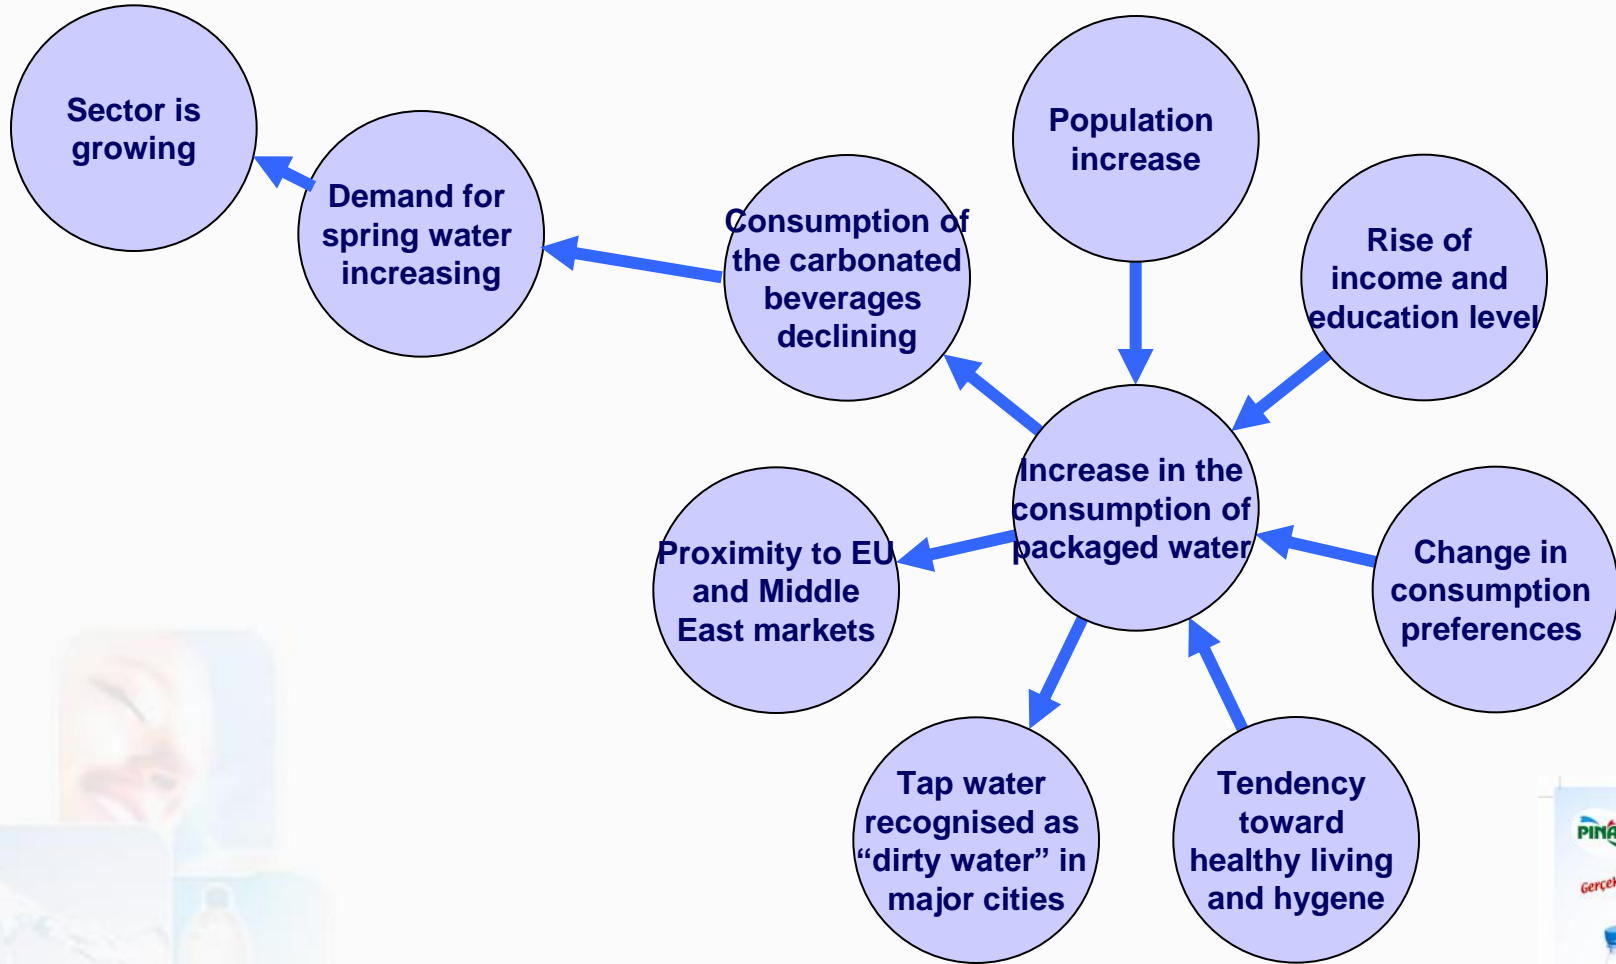 Sector is
growing
Demand for
spring water
increasing
Consumption of
the carbonated
beverages
declining
Population
increase
Rise of
income and
education level
Increase in the
consumption of
packaged water
Proximity to EU
and Middle
East markets
Change in
consumption
preferences
Tap water
recognised as
“dirty water” in
major cities
Tendency
toward
healthy living
and hygene